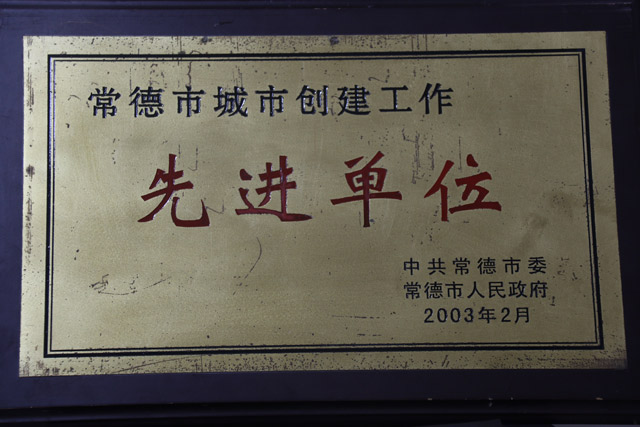 常德市城市创建工作
先进单位
中共常德市委
常德市人民政府
2003年2月